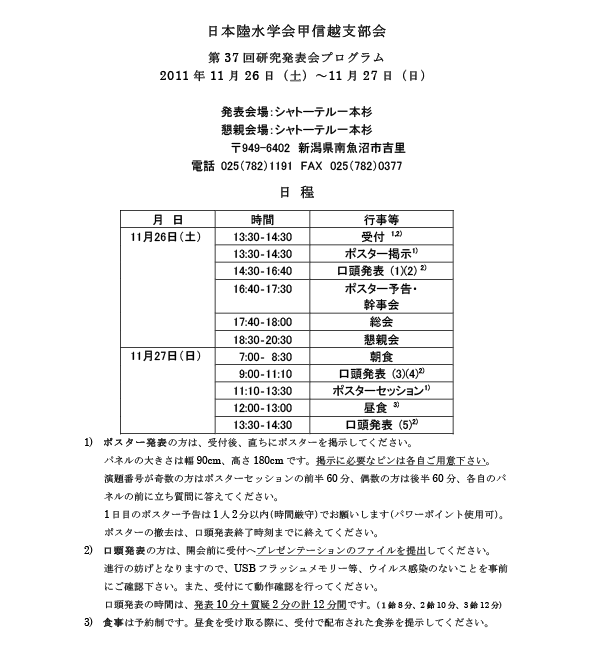 日本陸水学会甲信越支部会
第 37 回研究発表会プログラム
2011 年 11 月 26 日（土）～11 月 27 日（日）
発表会場：シャトーテル一本杉
懇親会場：シャトーテル一本杉
〒949-6402 新潟県南魚沼市吉里
電話 025(782)1191 FAX 025(782)0377
日 程
月 日 時間 行事等
11月26日（土） 13:30-14:30 受付 1,2)
13:30-14:30 ポスター掲示1)
14:30-16:40 口頭発表 (1)(2) 2)
16:40-17:30 ポスター予告・
幹事会
17:40-18:00 総会
18:30-20:30 懇親会
11月27日（日） 7:00- 8:30 朝食
9:00-11:10 口頭発表 (3)(4)2)
11:10-13:30 ポスターセッション1)
12:00-13:00 昼食 3)
13:30-14:30 口頭発表 (5)2)
1) ポスター発表の方は、受付後、直ちにポスターを掲示してください。
パネルの大きさは幅 90cm、高さ 180cm です。掲示に必要なピンは各自ご用意下さい。
演題番号が奇数の方はポスターセッションの前半 60 分、偶数の方は後半 60 分、各自のパ
ネルの前に立ち質問に答えてください。
1 日目のポスター予告は 1 人 2 分以内(時間厳守)でお願いします(パワーポイント使用可)。
ポスターの撤去は、口頭発表終了時刻までに終えてください。
2) 口頭発表の方は、開会前に受付へプレゼンテーションのファイルを提出してください。
進行の妨げとなりますので、USB フラッシュメモリー等、ウイルス感染のないことを事前
にご確認下さい。また、受付にて動作確認を行ってください。
口頭発表の時間は、発表 10 分＋質疑 2 分の計 12 分間です。(1 鈴 8 分、2 鈴 10 分、3 鈴 12 分)
3) 食事は予約制です。昼食を受け取る際に、受付で配布された食券を提示してください。